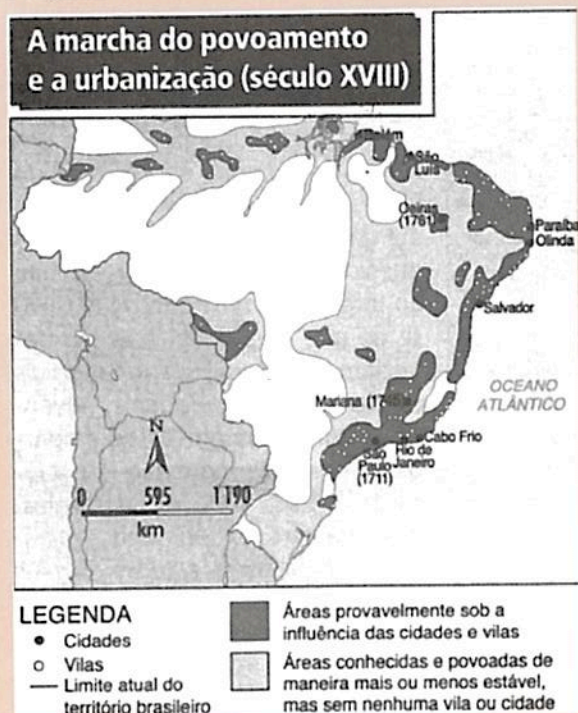 A marcha do povoamento
e a urbanização (século XVIII)
São
Luís
Oeiras
(1761)
Paraíba
Olinda
Salvador
OCEANO
ATLÂNTICO
Mariana
Cabo Frio
São
Paulo
(1711)
Rio de
Janeiro
N
0 595 1190
km
LEGENDA
Cidades
Vilas
Limite atual do
território brasileiro
Áreas provavelmente sob a
influência das cidades e vilas
Áreas conhecidas e povoadas de
maneira mais ou menos estável,
mas sem nenhuma vila ou cidade